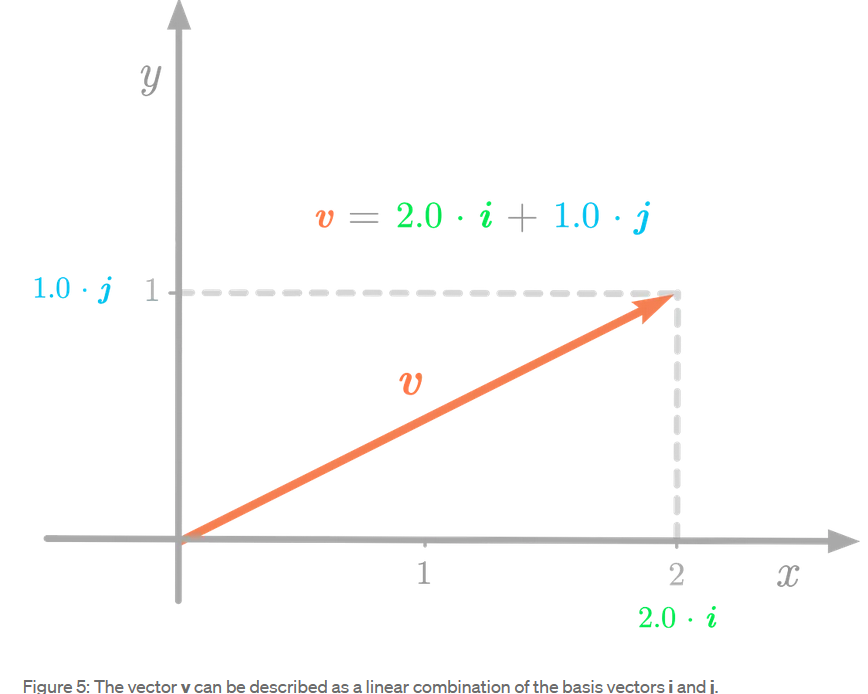 y
v = 2.0 · i + 1.0 · j
1.0 · j 1
v
1 2 x
2.0 · i
Figure 5: The vector v can be described as a linear combination of the basis vectors i and j.